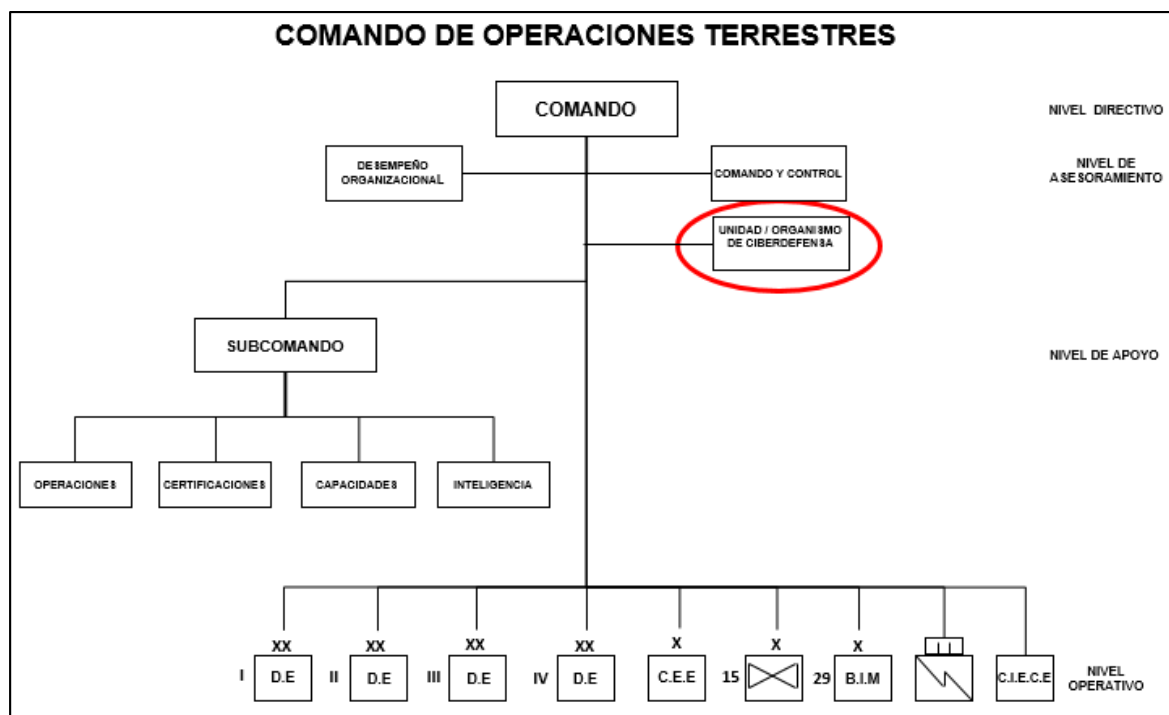 COMANDO DE OPERACIONES TERRESTRES
COMANDO
NIVEL DIRECTIVO
DESEMPEÑO
ORGANIZACIONAL
COMANDO Y CONTROL
NIVEL DE
ASESORAMIENTO
UNIDAD / ORGANISMO
DE CIBERDEFENSA
SUBCOMANDO
NIVEL DE APOYO
OPERACIONES
CERTIFICACIONES
CAPACIDADES
INTELIGENCIA
XX XX XX XX X X X
I D.E II D.E III D.E IV D.E C.E.E 15 29 B.I.M C.I.E.C.E
NIVEL
OPERATIVO